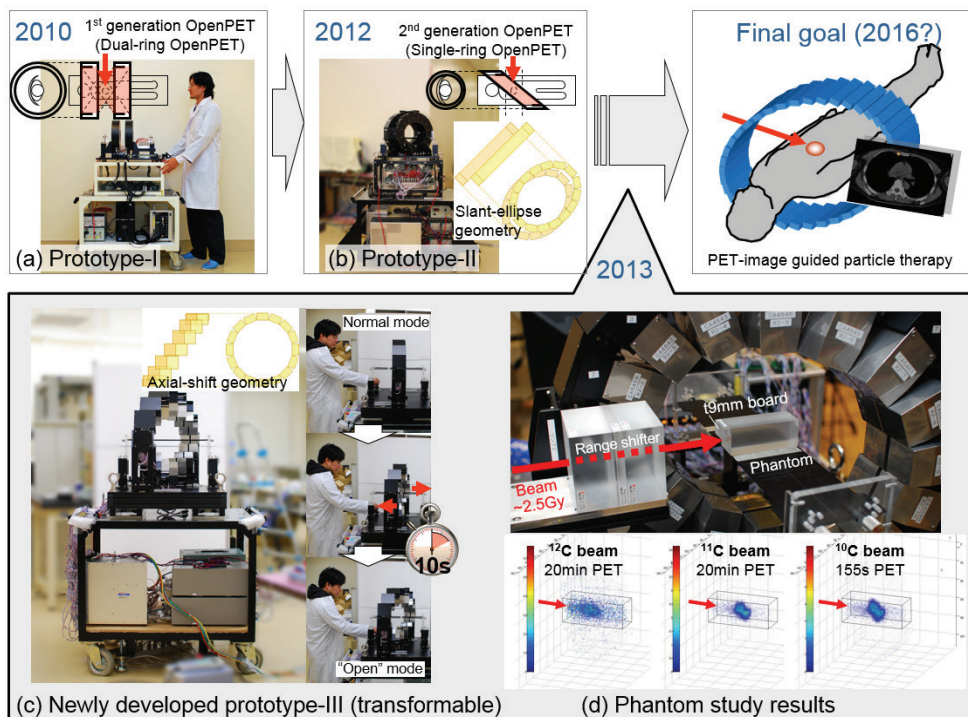 2010
1st generation OpenPET
(Dual-ring OpenPET)
(a) Prototype-I
2012
2nd generation OpenPET
(Single-ring OpenPET)
Slant-ellipse
geometry
(b) Prototype-II
Final goal (2016?)
PET-image guided particle therapy
2013
Axial-shift geometry
Normal mode
10s
"Open" mode
(c) Newly developed prototype-III (transformable)
t9mm board
Range shifter
Phantom
Beam
~2.5Gy
12C beam
20min PET
11C beam
20min PET
10C beam
155s PET
(d) Phantom study results